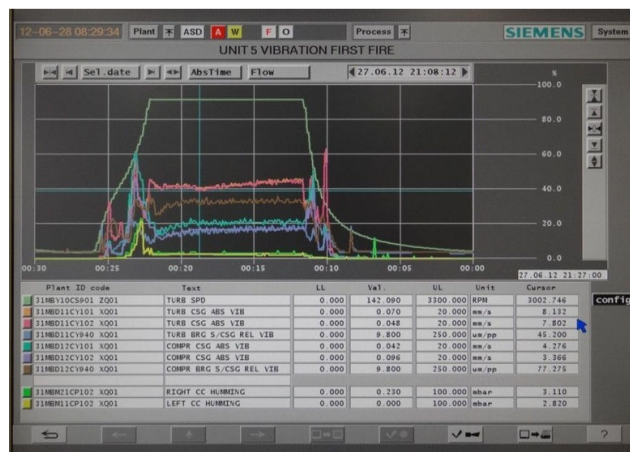 12-06-28 08:29:34 Plant ASD A W F O Process SIEMENS System
UNIT 5 VIBRATION FIRST FIRE
Sel.date AbsTime Flow 27.06.12 21:08:12
%
100.0
80.0
60.0
40.0
20.0
0.0
00:30 00:25 00:20 00:15 00:10 00:05 00:00
27.06.12 21:27:00
Plant ID code Text LL Val. UL Unit Cursor
31MBY10CS901 ZQ01 TURB SPD 0.000 142.090 3300.000 RPM 3002.746
31MBD11CY101 XQ01 TURB CSG ABS VIB 0.000 0.070 20.000 mm/s 8.132
31MBD11CY102 XQ01 TURB CSG ABS VIB 0.000 0.048 20.000 mm/s 7.802
31MBD11CY940 XQ01 TURB BRG S/CSG REL VIB 0.000 9.800 250.000 um/pp 45.200
31MBD12CY101 XQ01 COMPR CSG ABS VIB 0.000 0.042 20.000 mm/s 4.276
31MBD12CY102 XQ01 COMPR CSG ABS VIB 0.000 0.096 20.000 mm/s 3.366
31MBD12CY940 XQ01 COMPR BRG S/CSG REL VIB 0.000 9.800 250.000 um/pp 77.275
31MBM21CP102 XQ01 RIGHT CC HUMMING 0.000 0.230 100.000 mbar 3.110
31MBM11CP102 XQ01 LEFT CC HUMMING 0.000 0.000 100.000 mbar 2.820
config
?